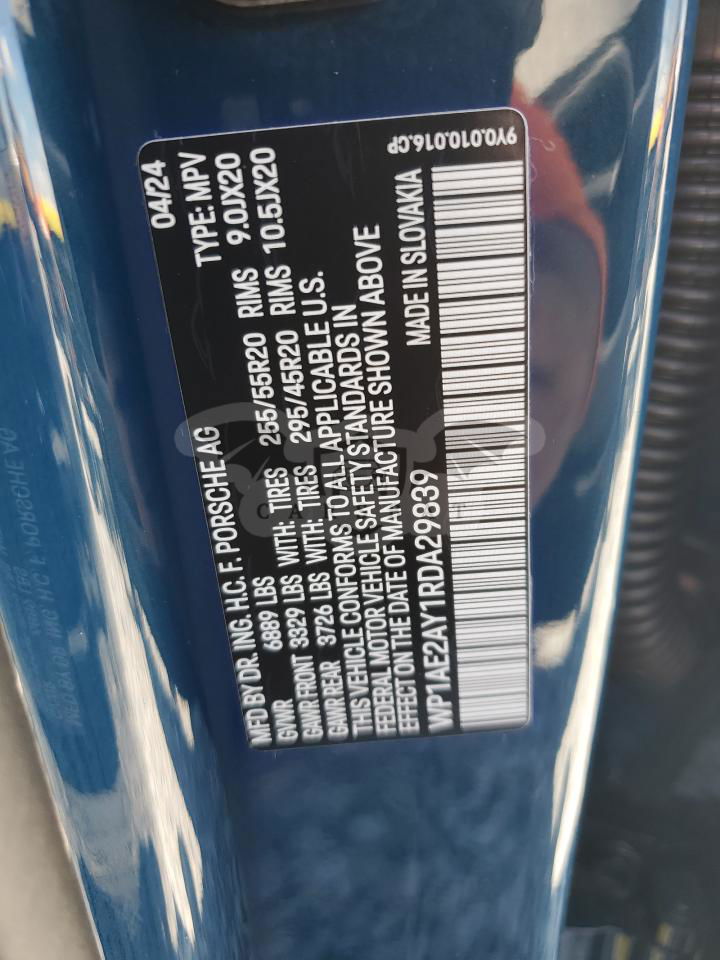 MFD BY DR. ING. H.C. F. PORSCHE AG 04/24
GVWR 6889 LBS TYPE: MPV
GAWR FRONT 3329 LBS WITH: TIRES 255/55R20 RIMS 9.0JX20
GAWR REAR 3726 LBS WITH: TIRES 295/45R20 RIMS 10.5JX20
THIS VEHICLE CONFORMS TO ALL APPLICABLE U.S.
FEDERAL MOTOR VEHICLE SAFETY STANDARDS IN
EFFECT ON THE DATE OF MANUFACTURE SHOWN ABOVE
WP1AE2AY1RDA29839 MADE IN SLOVAKIA
9Y0.010.016.CP